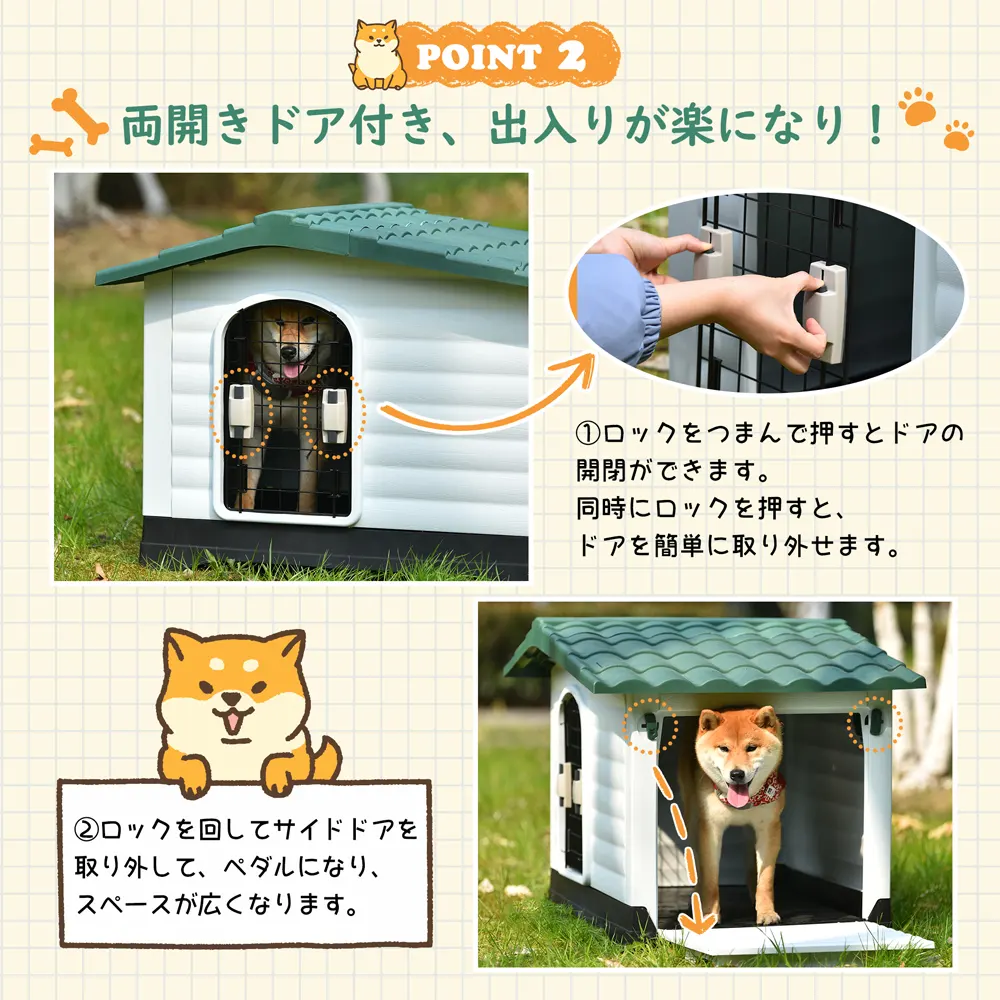 POINT 2
両開きドア付き、出入りが楽になり！
①ロックをつまんで押すとドアの
開閉ができます。
同時にロックを押すと、
ドアを簡単に取り外せます。
②ロックを回してサイドドアを
取り外して、ペダルになり、
スペースが広くなります。